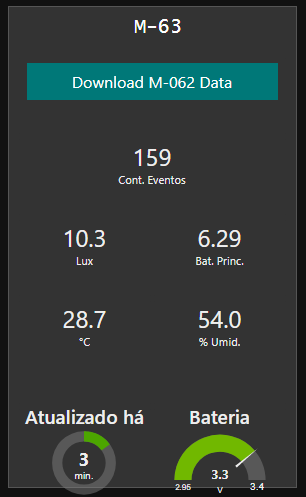 M-63
Download M-062 Data
159
Cont. Eventos
10.3
Lux
6.29
Bat. Princ.
28.7
°C
54.0
% Umid.
Atualizado há
3
min.
Bateria
3.3
V
2.95
3.4